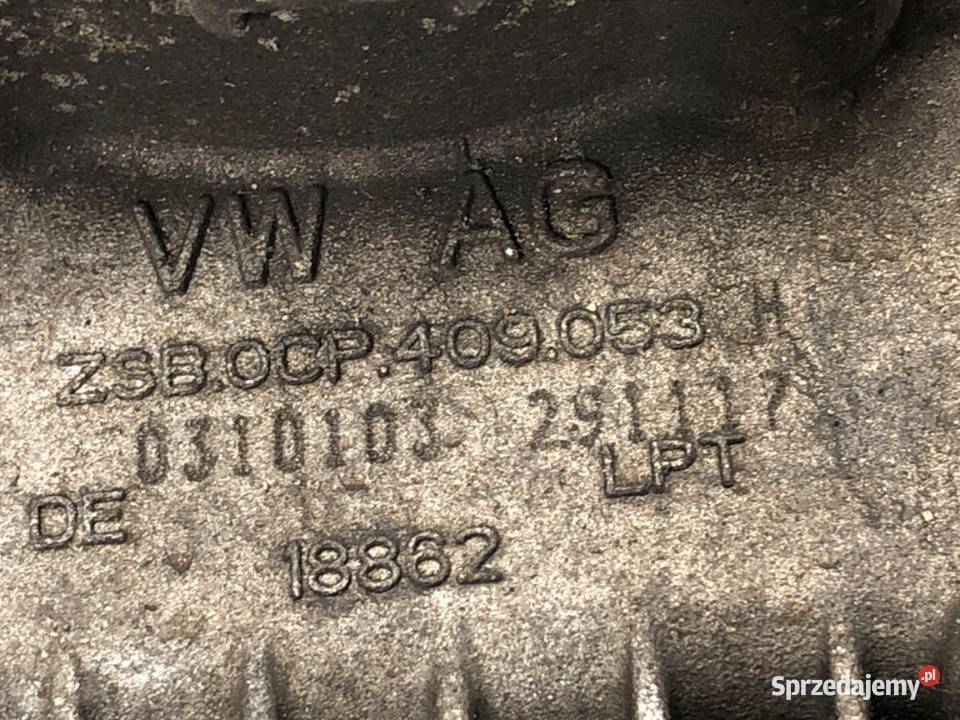 VW AG
ZSB.0CP.409.053 H
0310103 291117
LPT
DE
18862
Sprzedajemy.pl